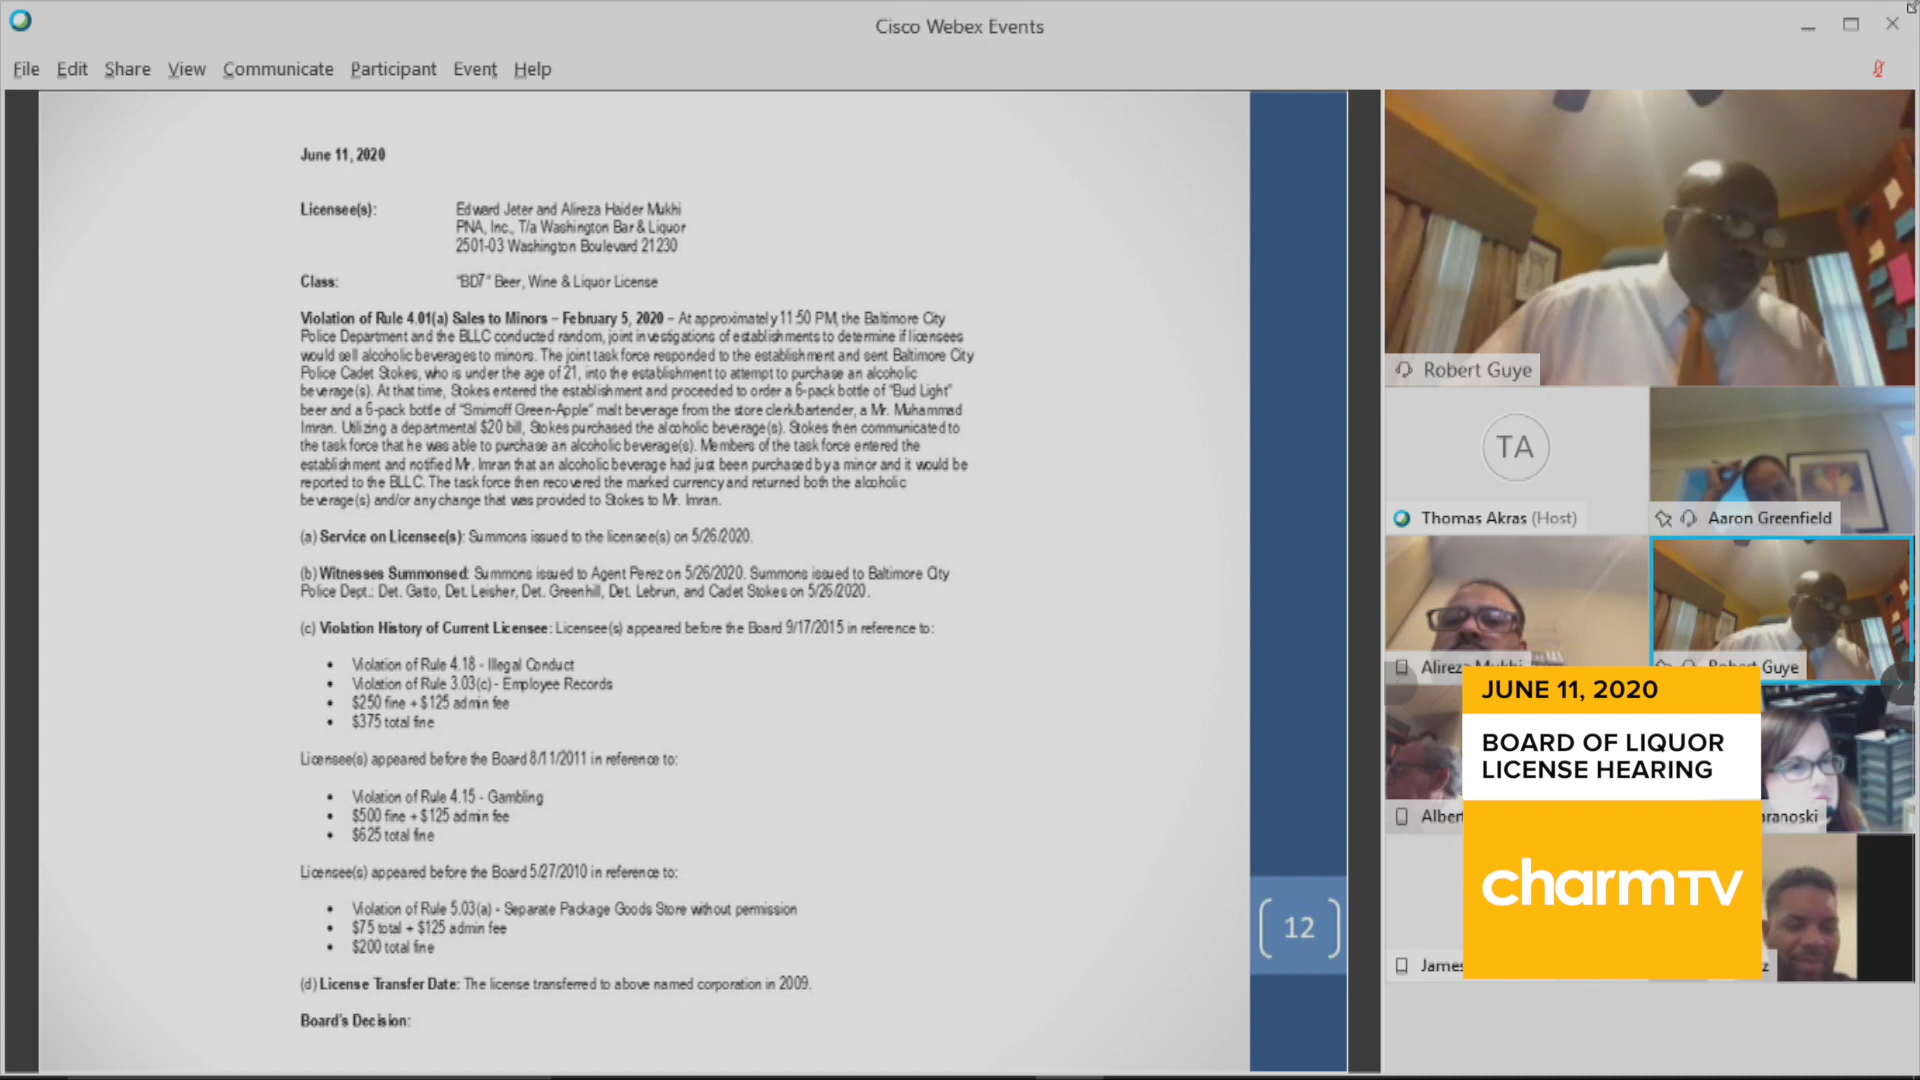 Cisco Webex Events
File Edit Share View Communicate Participant Event Help
June 11, 2020
Licensee(s): Edward Jeter and Alireza Haider Mukhi
PNA, Inc., T/a Washington Bar & Liquor
2501-03 Washington Boulevard 21230
Class: "BD7" Beer, Wine & Liquor License
Violation of Rule 4.01(a) Sales to Minors – February 5, 2020 – At approximately 11:50 PM, the Baltimore City
Police Department and the BLLC conducted random, joint investigations of establishments to determine if licensees
would sell alcoholic beverages to minors. The joint task force responded to the establishment and sent Baltimore City
Police Cadet Stokes, who is under the age of 21, into the establishment to attempt to purchase an alcoholic
beverage(s). At that time, Stokes entered the establishment and proceeded to order a 6-pack bottle of "Bud Light"
beer and a 6-pack bottle of "Smirnoff Green-Apple" malt beverage from the store clerk/bartender, a Mr. Muhammad
Imran. Utilizing a departmental $20 bill, Stokes purchased the alcoholic beverage(s). Stokes then communicated to
the task force that he was able to purchase an alcoholic beverage(s). Members of the task force entered the
establishment and notified Mr. Imran that an alcoholic beverage had just been purchased by a minor and it would be
reported to the BLLC. The task force then recovered the marked currency and returned both the alcoholic
beverage(s) and/or any change that was provided to Stokes to Mr. Imran.
(a) Service on Licensee(s): Summons issued to the licensee(s) on 5/26/2020.
(b) Witnesses Summonsed: Summons issued to Agent Perez on 5/26/2020. Summons issued to Baltimore City
Police Dept.: Det. Gatto, Det. Leisher, Det. Greenhill, Det. Lebrun, and Cadet Stokes on 5/26/2020.
(c) Violation History of Current Licensee: Licensee(s) appeared before the Board 9/17/2015 in reference to:
• Violation of Rule 4.18 - Illegal Conduct
• Violation of Rule 3.03(c) - Employee Records
• $250 fine + $125 admin fee
• $375 total fine
Licensee(s) appeared before the Board 8/11/2011 in reference to:
• Violation of Rule 4.15 - Gambling
• $500 fine + $125 admin fee
• $625 total fine
Licensee(s) appeared before the Board 5/27/2010 in reference to:
• Violation of Rule 5.03(a) - Separate Package Goods Store without permission
• $75 total + $125 admin fee
• $200 total fine
(d) License Transfer Date: The license transferred to above named corporation in 2009.
Board's Decision:
12
Robert Guye
TA
Thomas Akras (Host)
Aaron Greenfield
Alireza Mukhi
Robert Guye
JUNE 11, 2020
BOARD OF LIQUOR
LICENSE HEARING
charmTV
Alber
aranoski
James
z